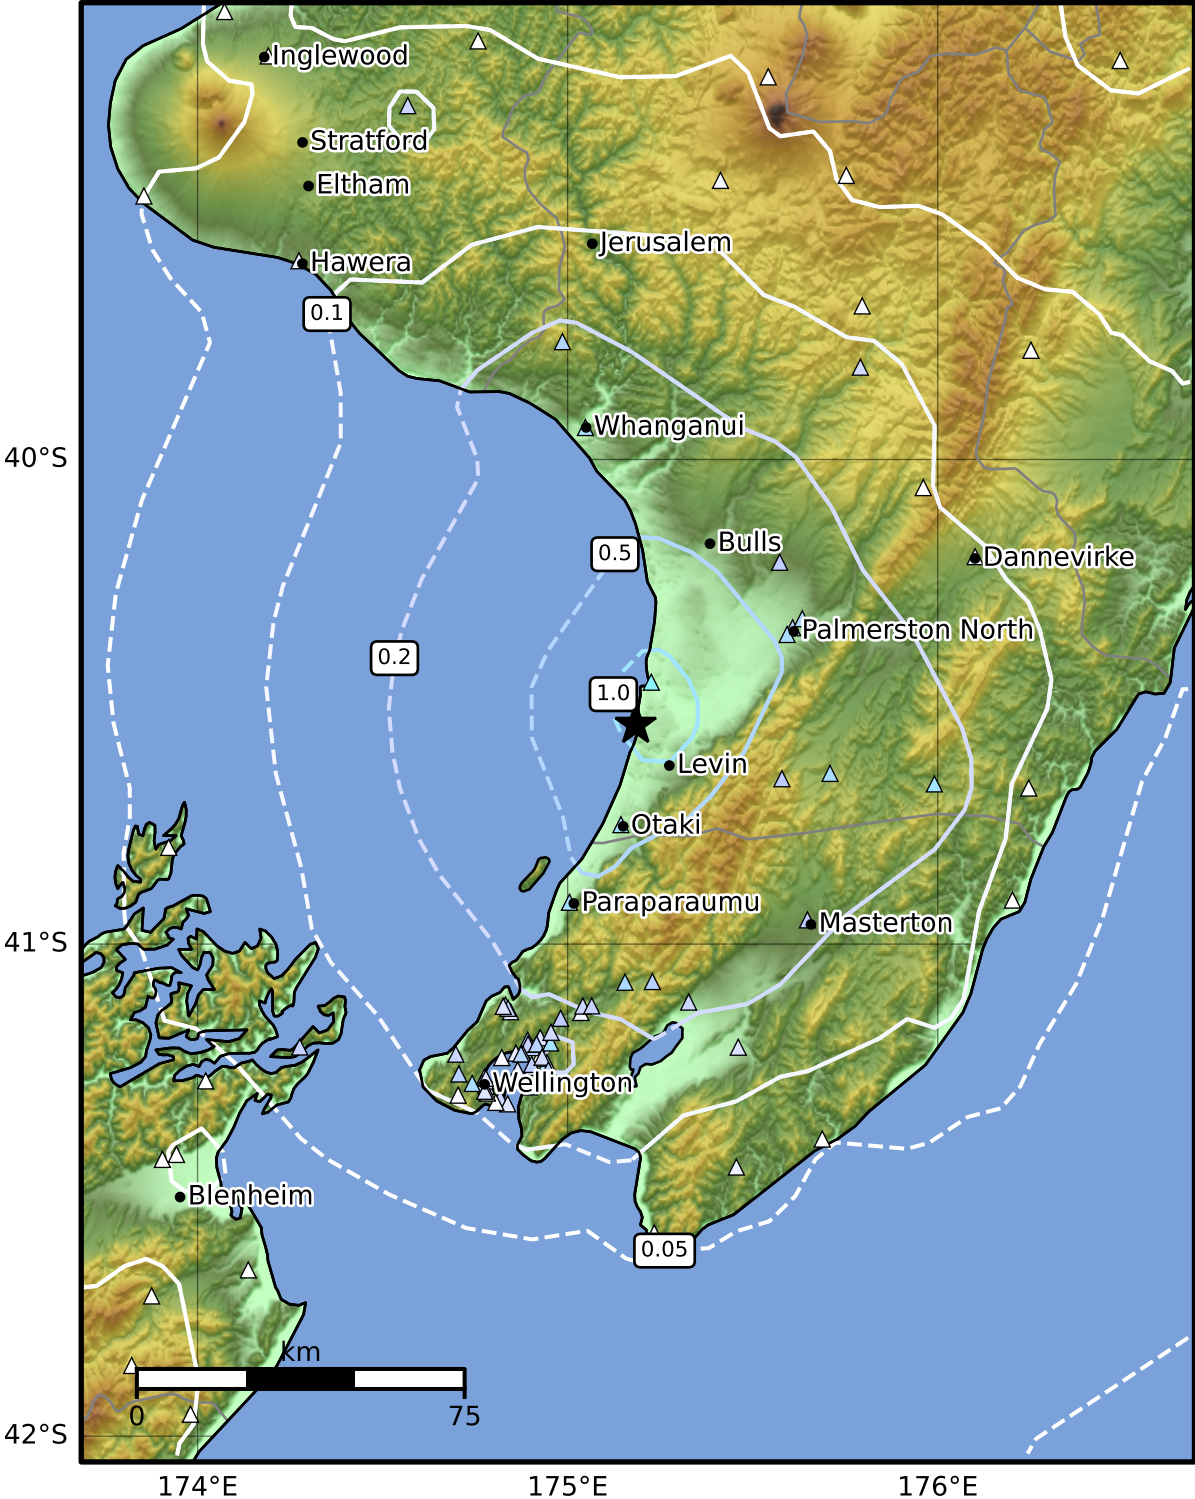 Inglewood
Stratford
Eltham
Jerusalem
Hawera
0.1
Whanganui
40°S
Bulls
0.5
Dannevirke
Palmerston North
0.2
1.0
Levin
Otaki
Paraparaumu
Masterton
41°S
Wellington
Blenheim
0.05
km
0 75
42°S
174°E 175°E 176°E